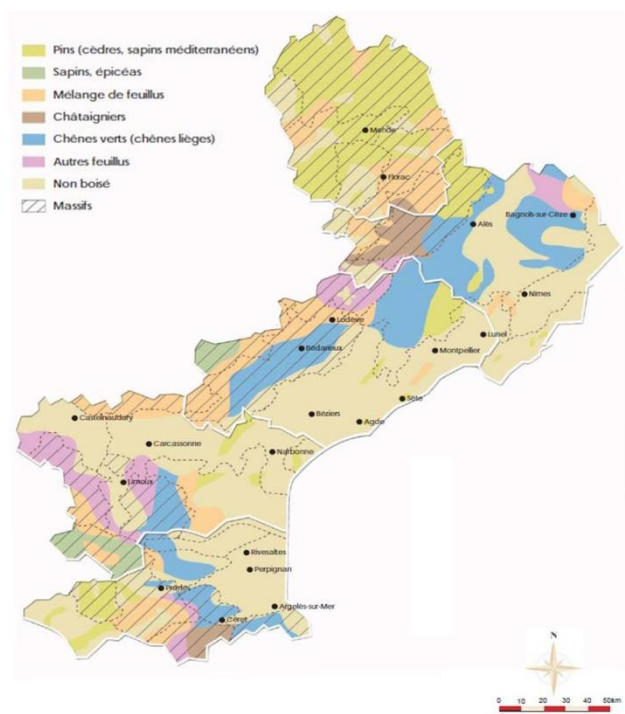 Pins (cèdres, sapins méditerranéens)
Sapins, épicéas
Mélange de feuillus
Châtaigniers
Chênes verts (chênes lièges)
Autres feuillus
Non boisé
Massifs
Mende
Florac
Bagnols-sur-Cèze
Alès
Nîmes
Lodève
Lunel
Bédarieux
Montpellier
Sète
Béziers
Agde
Castelnaudary
Carcassonne
Narbonne
Limoux
Rivesaltes
Perpignan
Prades
Argelès-sur-Mer
Céret
N
0 10 20 30 40 50km